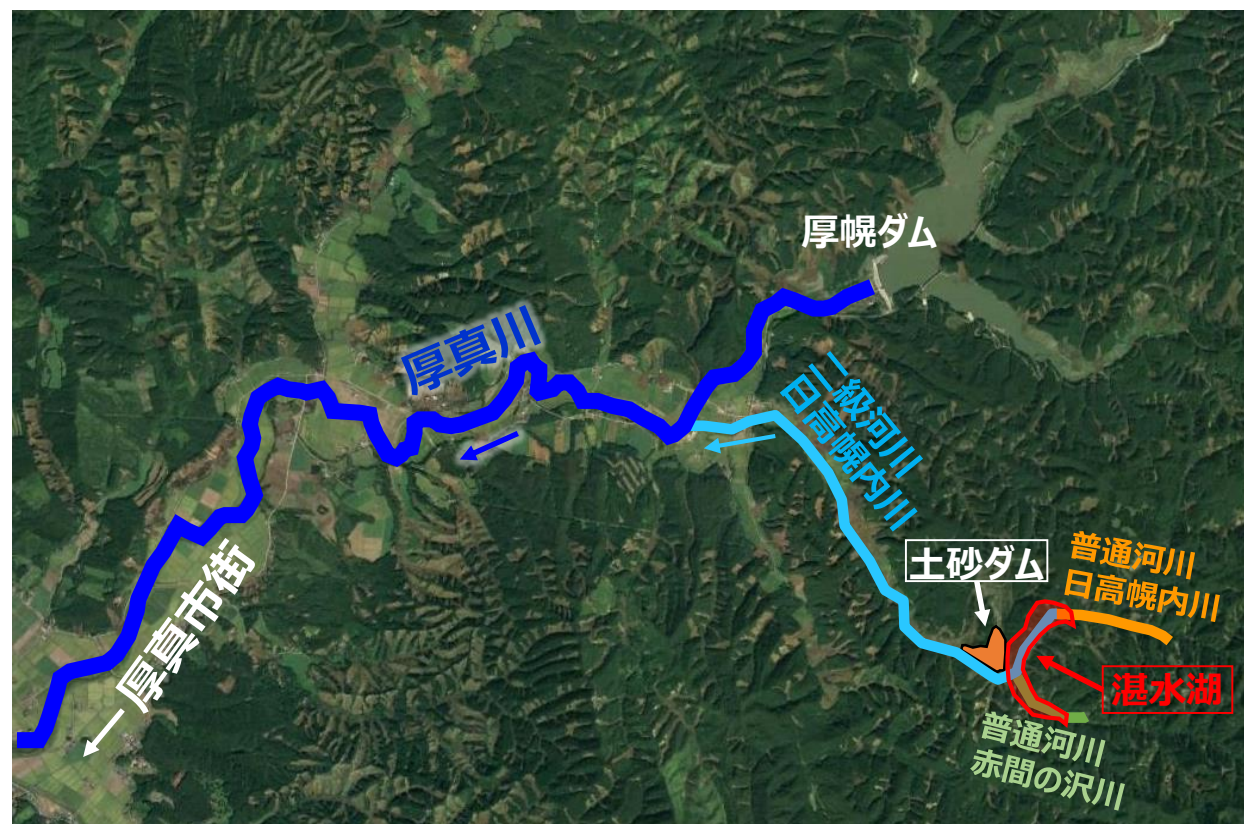 厚幌ダム
厚真川
二級河川
日高幌内川
土砂ダム
普通河川
日高幌内川
湛水湖
普通河川
赤間の沢川
←厚真市街